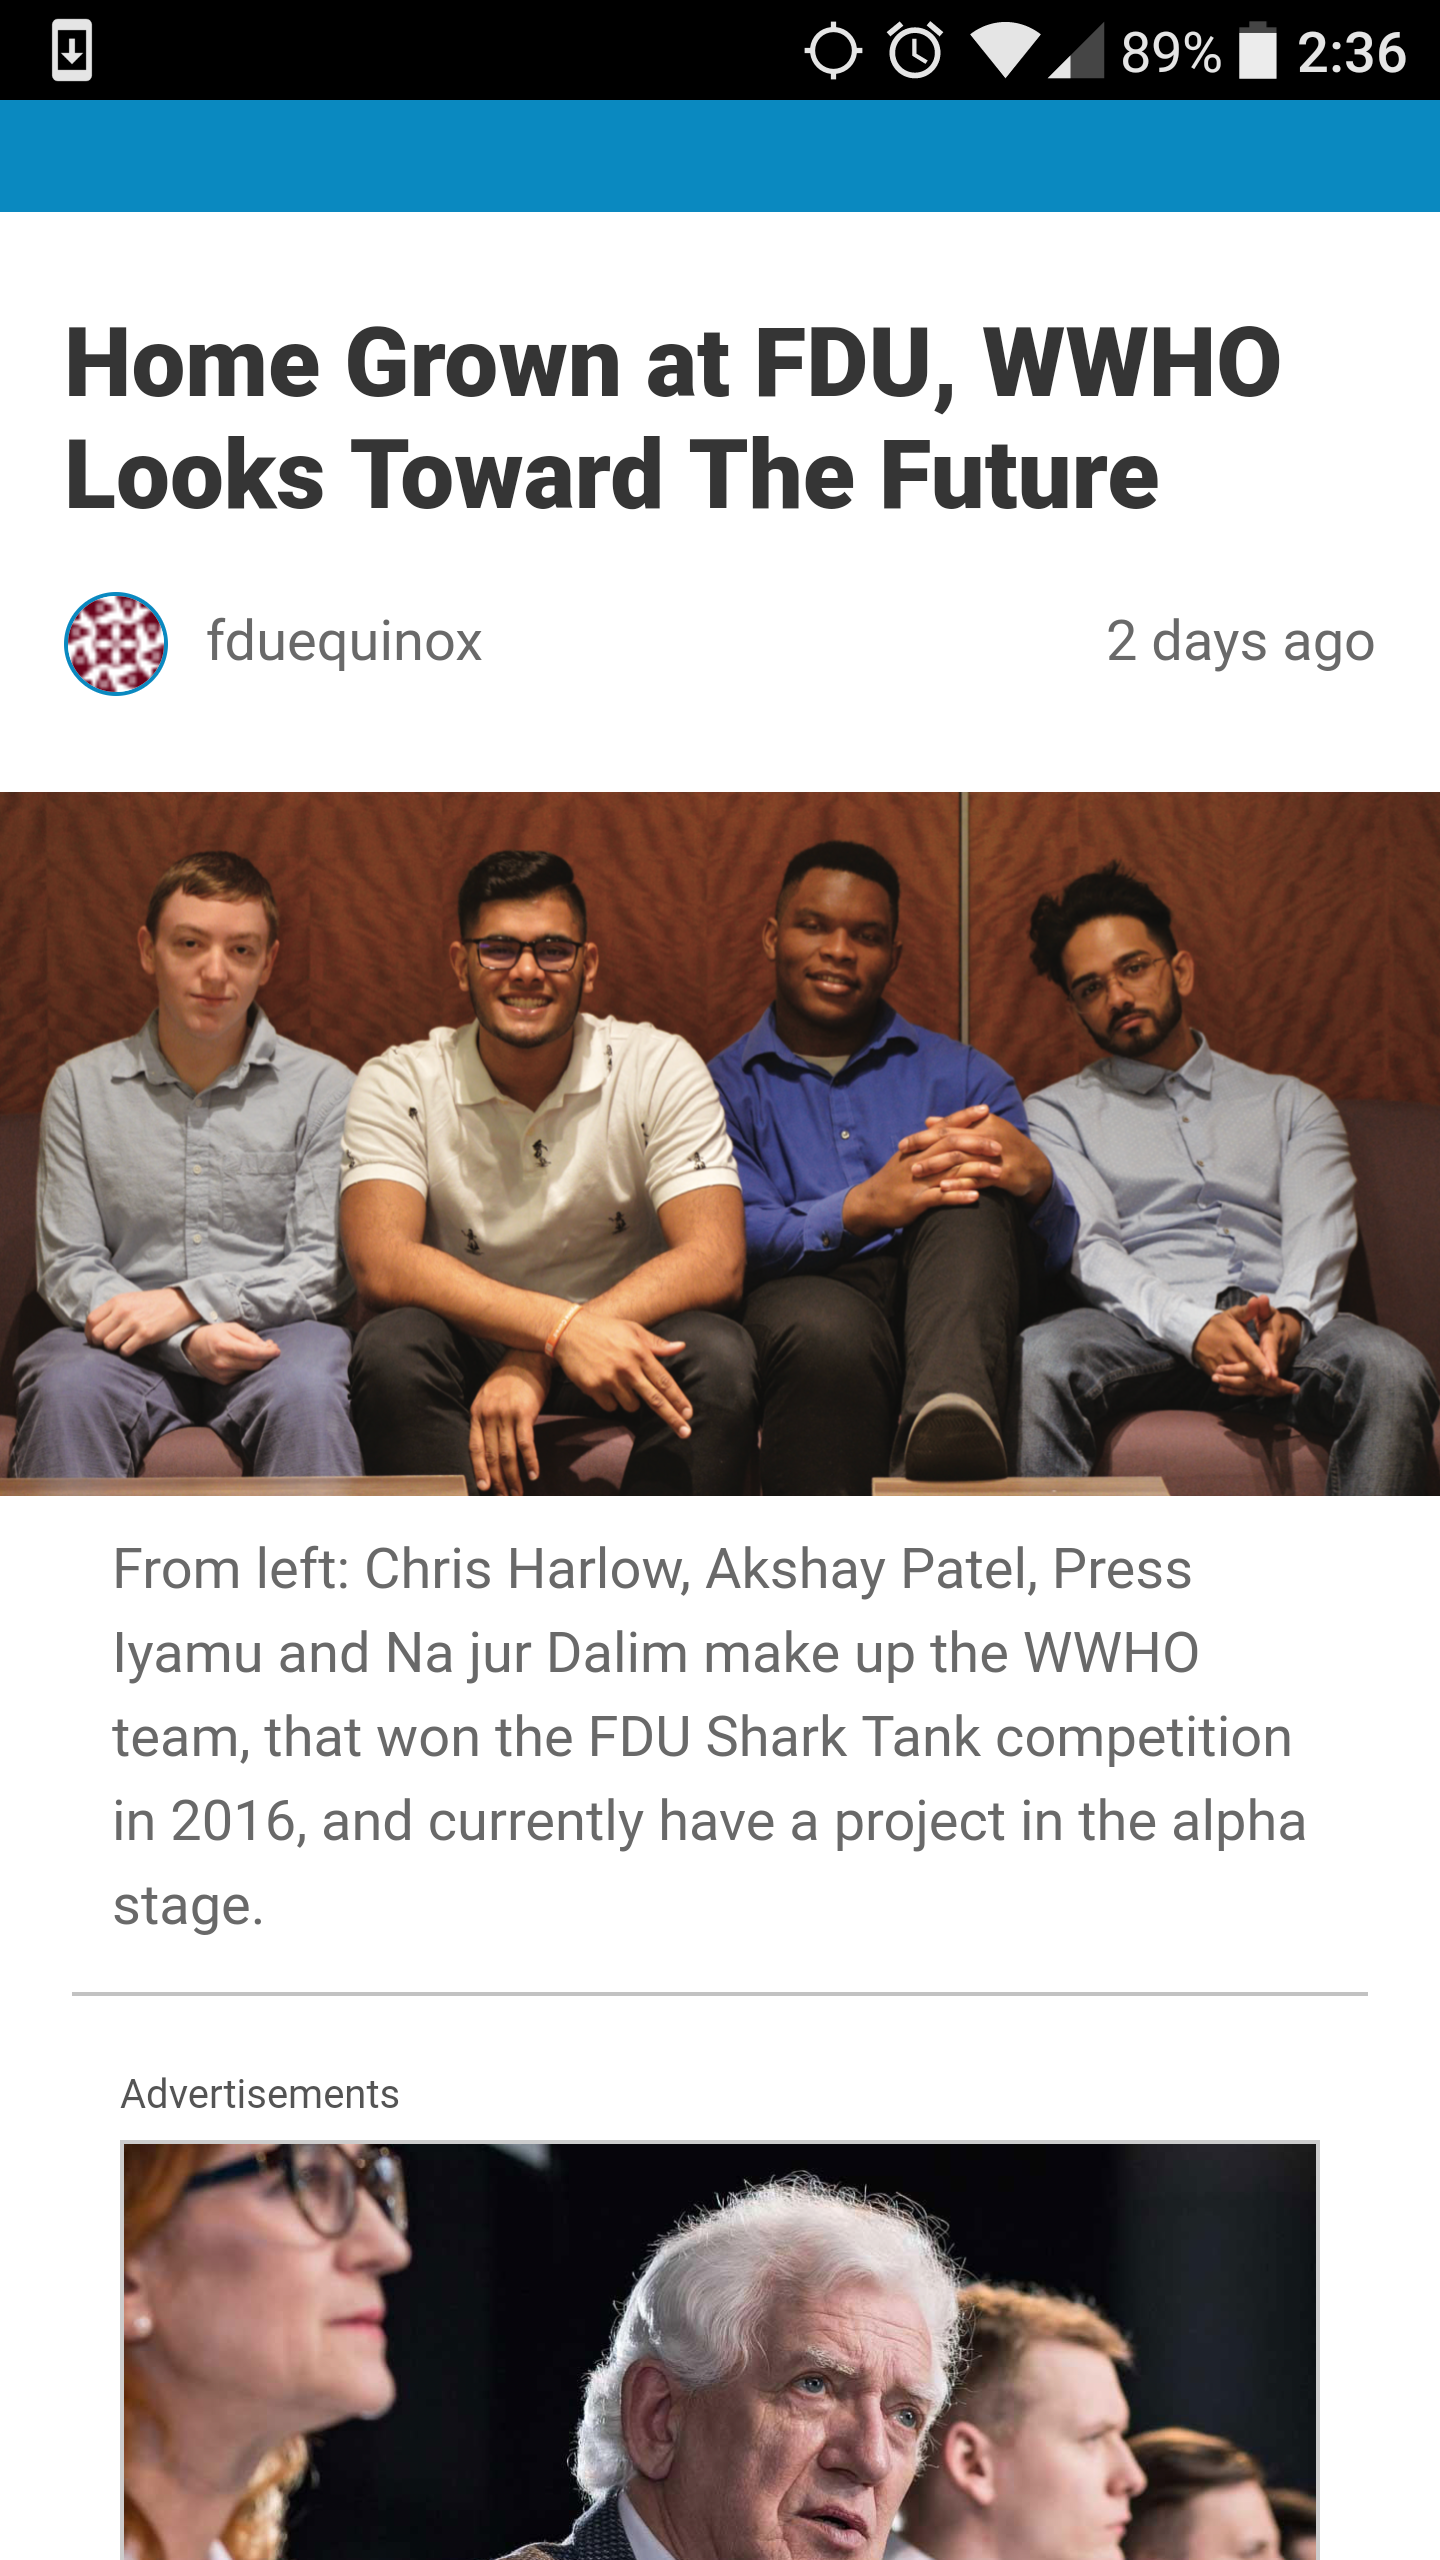 89% 2:36
Home Grown at FDU, WWHO
Looks Toward The Future
fduequinox 2 days ago
From left: Chris Harlow, Akshay Patel, Press
Iyamu and Na jur Dalim make up the WWHO
team, that won the FDU Shark Tank competition
in 2016, and currently have a project in the alpha
stage.
Advertisements